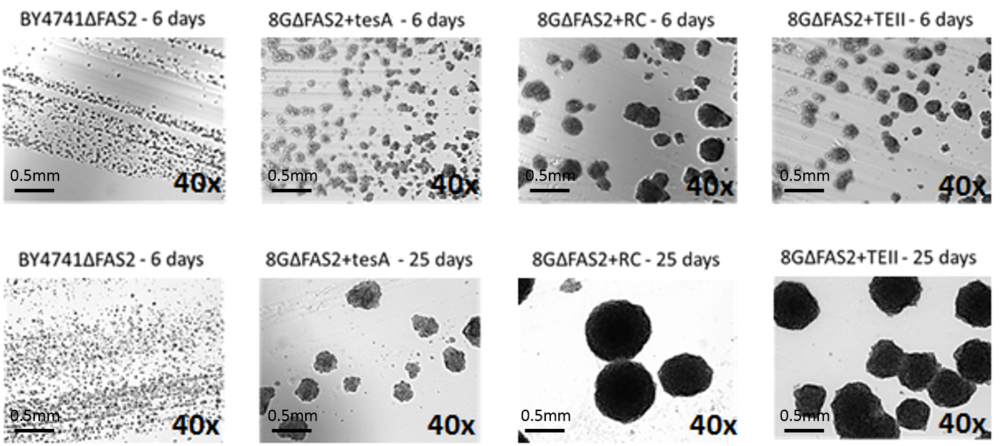 BY4741ΔFAS2 - 6 days
8GΔFAS2+tesA - 6 days
8GΔFAS2+RC - 6 days
8GΔFAS2+TEII - 6 days
0.5mm
40x
0.5mm
40x
0.5mm
40x
0.5mm
40x
BY4741ΔFAS2 - 6 days
8GΔFAS2+tesA - 25 days
8GΔFAS2+RC - 25 days
8GΔFAS2+TEII - 25 days
0.5mm
40x
0.5mm
40x
0.5mm
40x
0.5mm
40x